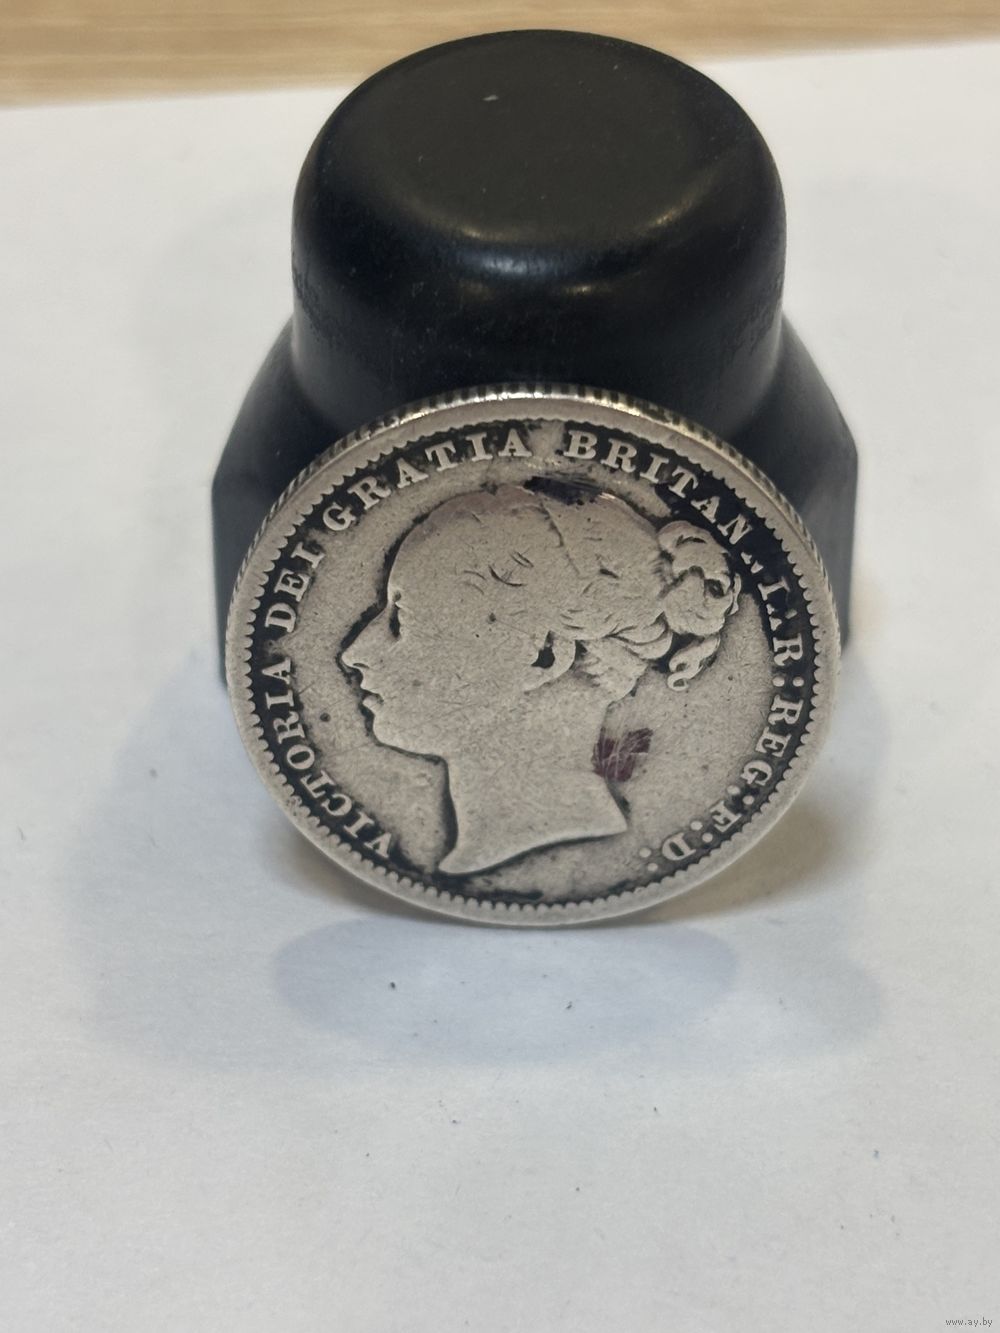 VICTORIA DEI GRATIA BRITAN REG: F: D:
www.ay.by